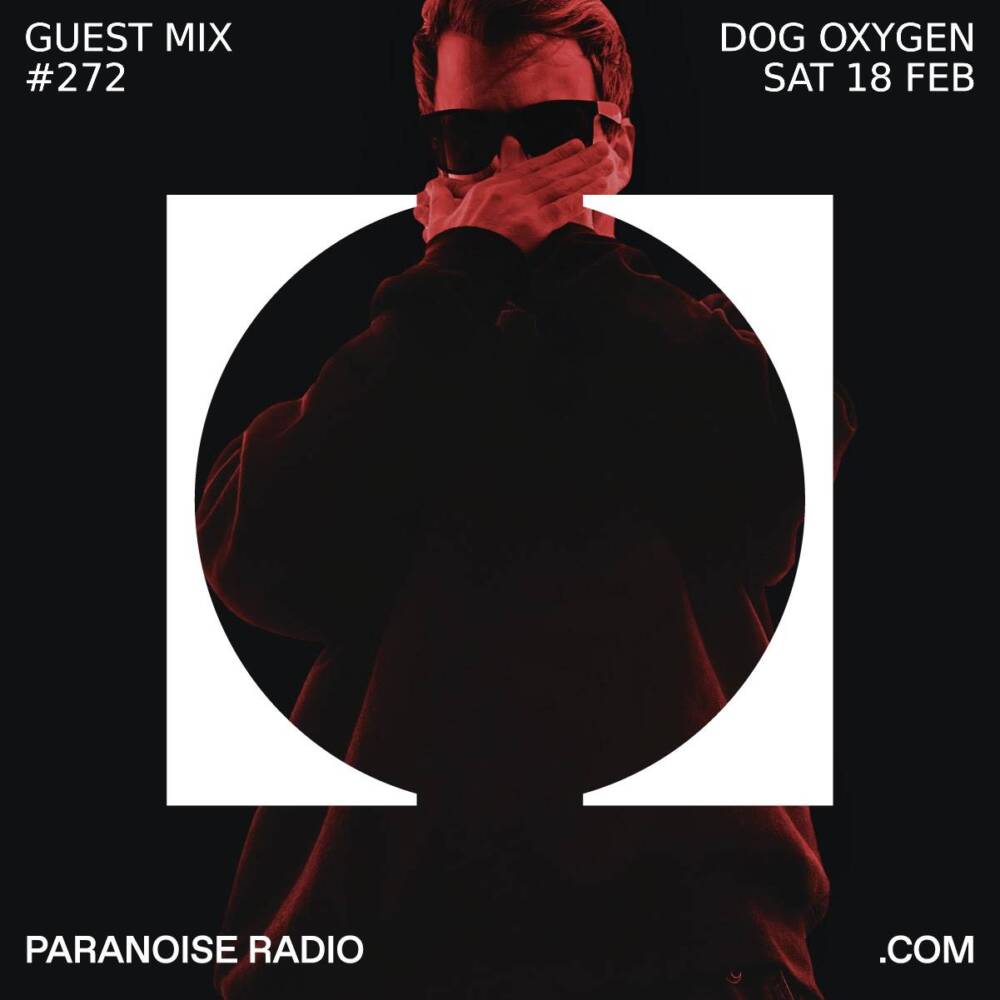 GUEST MIX
#272
DOG OXYGEN
SAT 18 FEB
PARANOISE RADIO
.COM